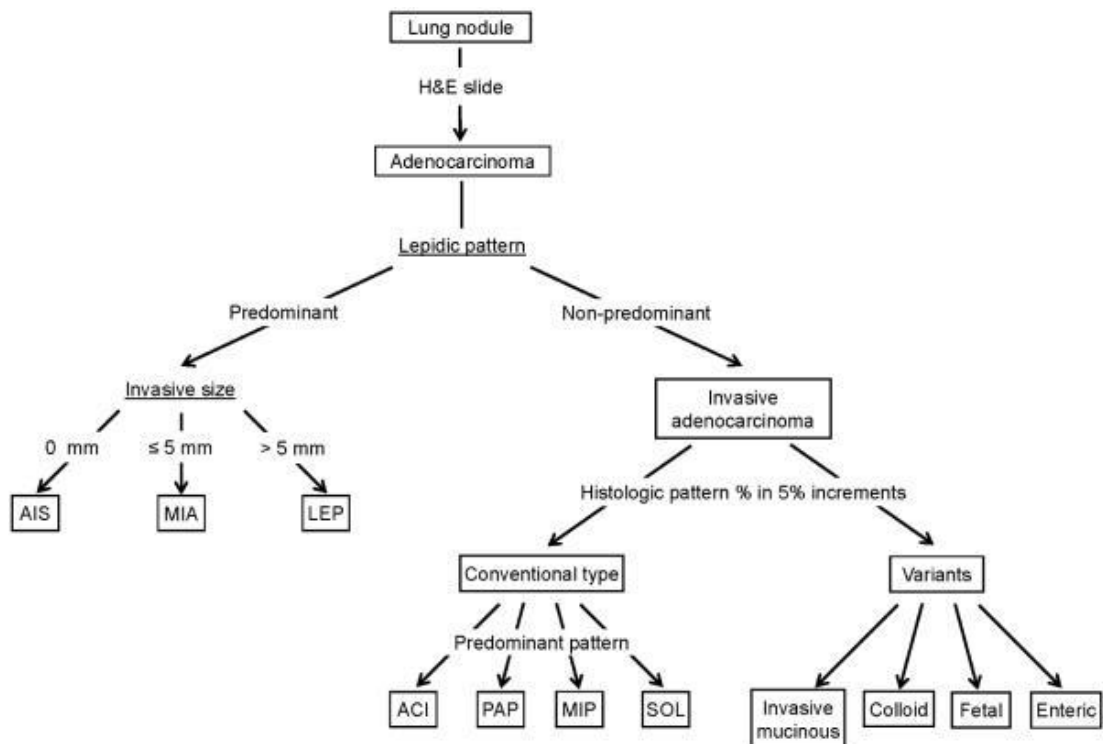 Lung nodule
H&E slide
Adenocarcinoma
Lepidic pattern
Predominant
Non-predominant
Invasive size
Invasive
adenocarcinoma
0 mm
≤ 5 mm
> 5 mm
AIS
MIA
LEP
Histologic pattern % in 5% increments
Conventional type
Variants
Predominant pattern
ACI
PAP
MIP
SOL
Invasive
mucinous
Colloid
Fetal
Enteric